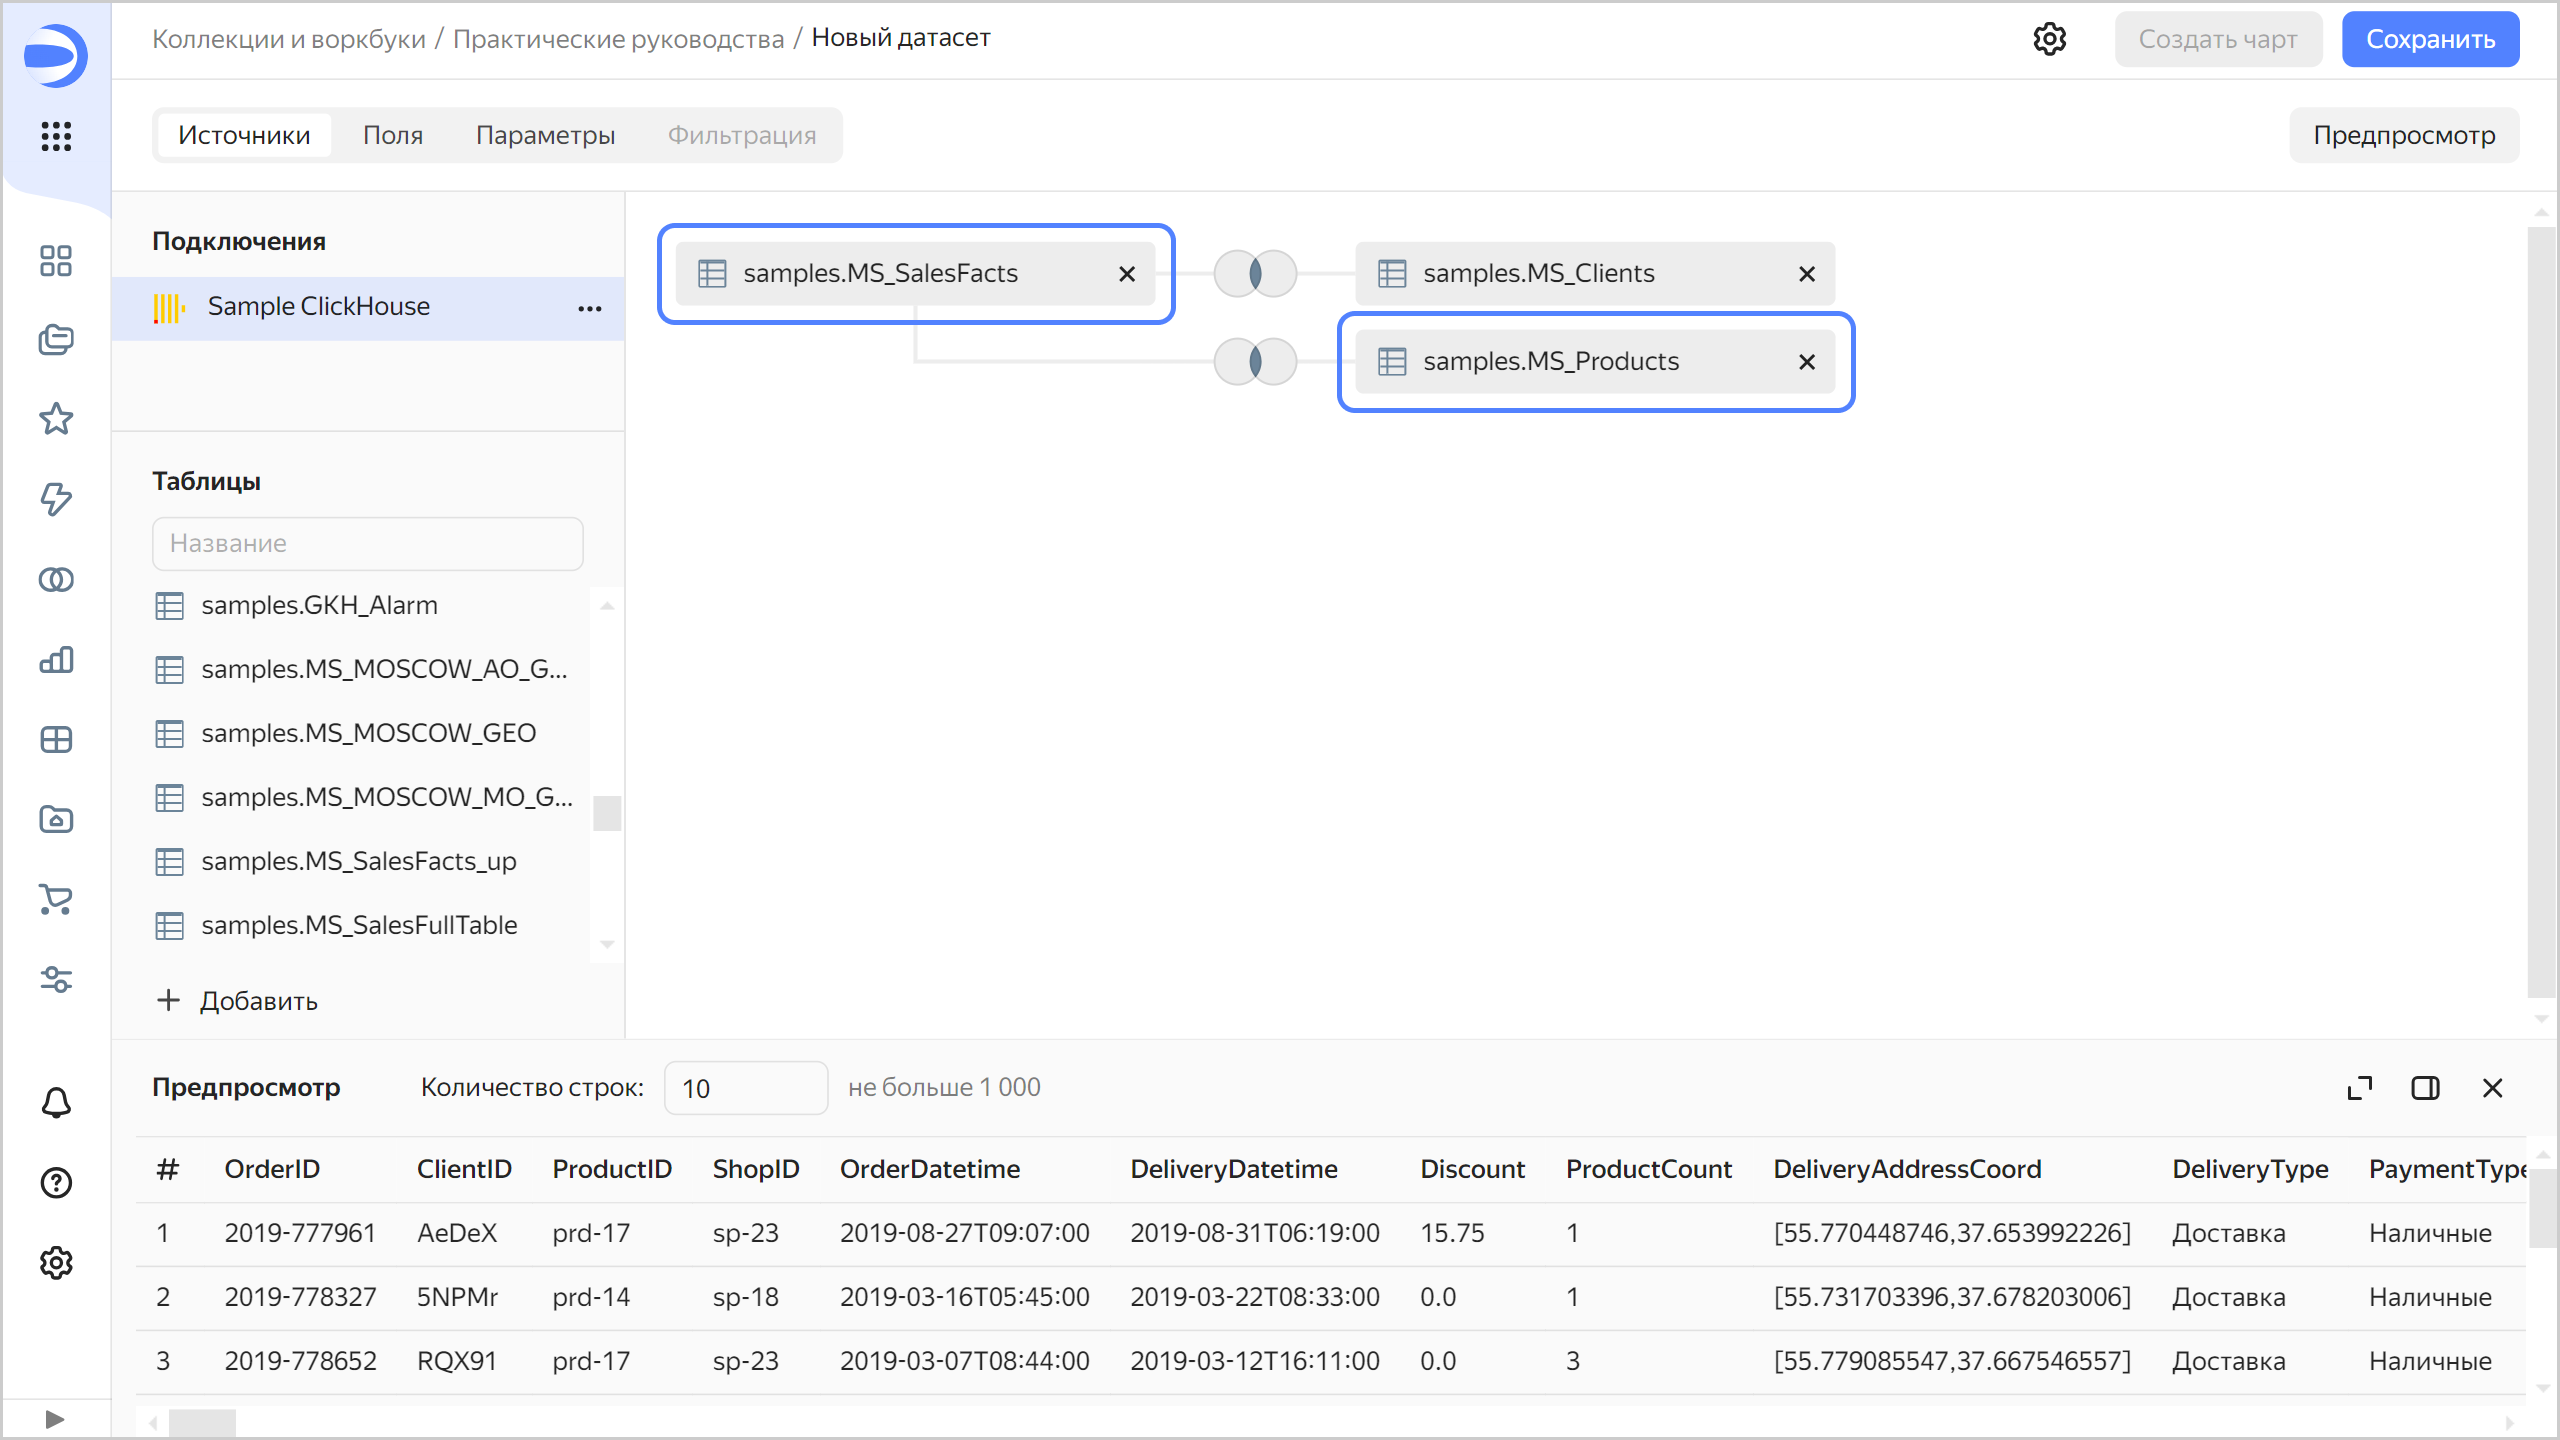 Коллекции и воркбуки / Практические руководства / Новый датасет
Создать чарт
Сохранить
Источники Поля Параметры Фильтрация
Предпросмотр
Подключения
Sample ClickHouse
samples.MS_SalesFacts
samples.MS_Clients
samples.MS_Products
Таблицы
Название
samples.GKH_Alarm
samples.MS_MOSCOW_AO_G...
samples.MS_MOSCOW_GEO
samples.MS_MOSCOW_MO_G...
samples.MS_SalesFacts_up
samples.MS_SalesFullTable
+ Добавить
Предпросмотр Количество строк: 10 не больше 1 000
# OrderID ClientID ProductID ShopID OrderDatetime DeliveryDatetime Discount ProductCount DeliveryAddressCoord DeliveryType PaymentType
1 2019-777961 AeDeX prd-17 sp-23 2019-08-27T09:07:00 2019-08-31T06:19:00 15.75 1 [55.770448746,37.653992226] Доставка Наличные
2 2019-778327 5NPMr prd-14 sp-18 2019-03-16T05:45:00 2019-03-22T08:33:00 0.0 1 [55.731703396,37.678203006] Доставка Наличные
3 2019-778652 RQX91 prd-17 sp-23 2019-03-07T08:44:00 2019-03-12T16:11:00 0.0 3 [55.779085547,37.667546557] Доставка Наличные